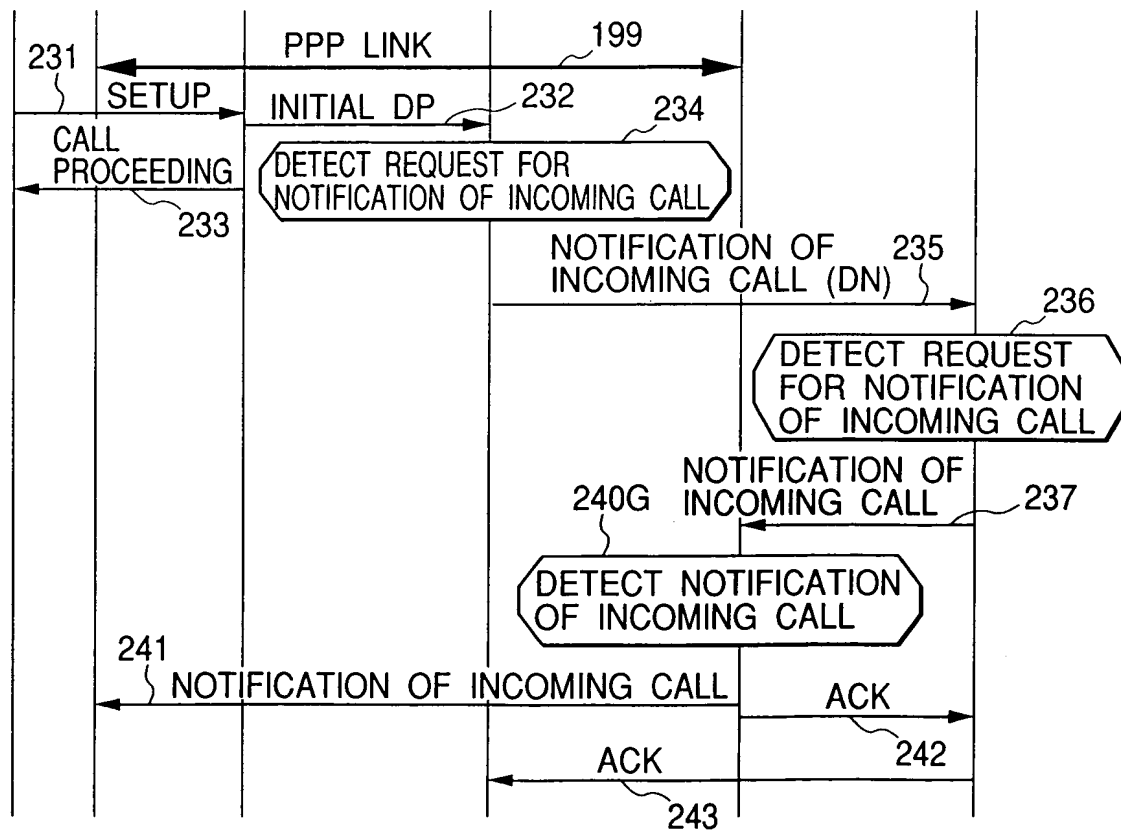 PPP LINK
199
231
SETUP
INITIAL DP
232
234
CALL
PROCEEDING
233
DETECT REQUEST FOR
NOTIFICATION OF INCOMING CALL
NOTIFICATION OF
INCOMING CALL (DN)
235
236
DETECT REQUEST
FOR NOTIFICATION
OF INCOMING CALL
NOTIFICATION OF
INCOMING CALL
237
240G
DETECT NOTIFICATION
OF INCOMING CALL
241
NOTIFICATION OF INCOMING CALL
ACK
242
ACK
243